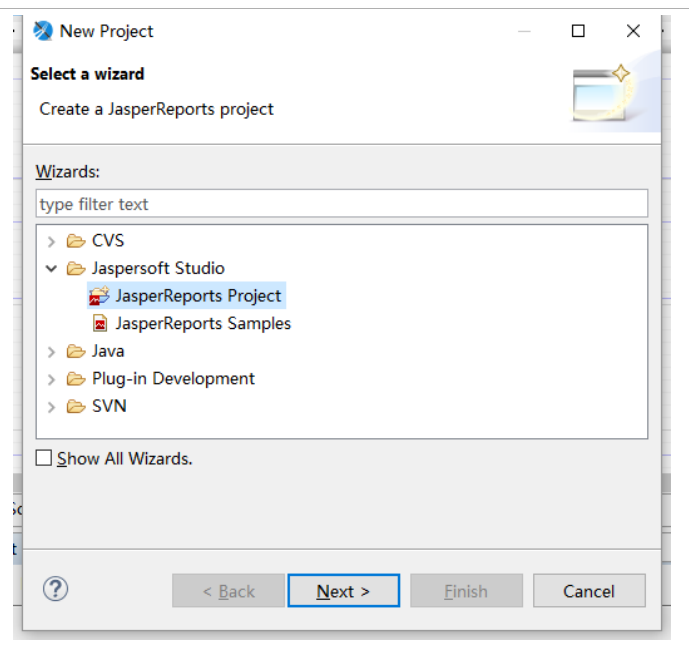 New Project
Select a wizard
Create a JasperReports project
Wizards:
type filter text
CVS
Jaspersoft Studio
JasperReports Project
JasperReports Samples
Java
Plug-in Development
SVN
Show All Wizards.
< Back Next > Finish Cancel